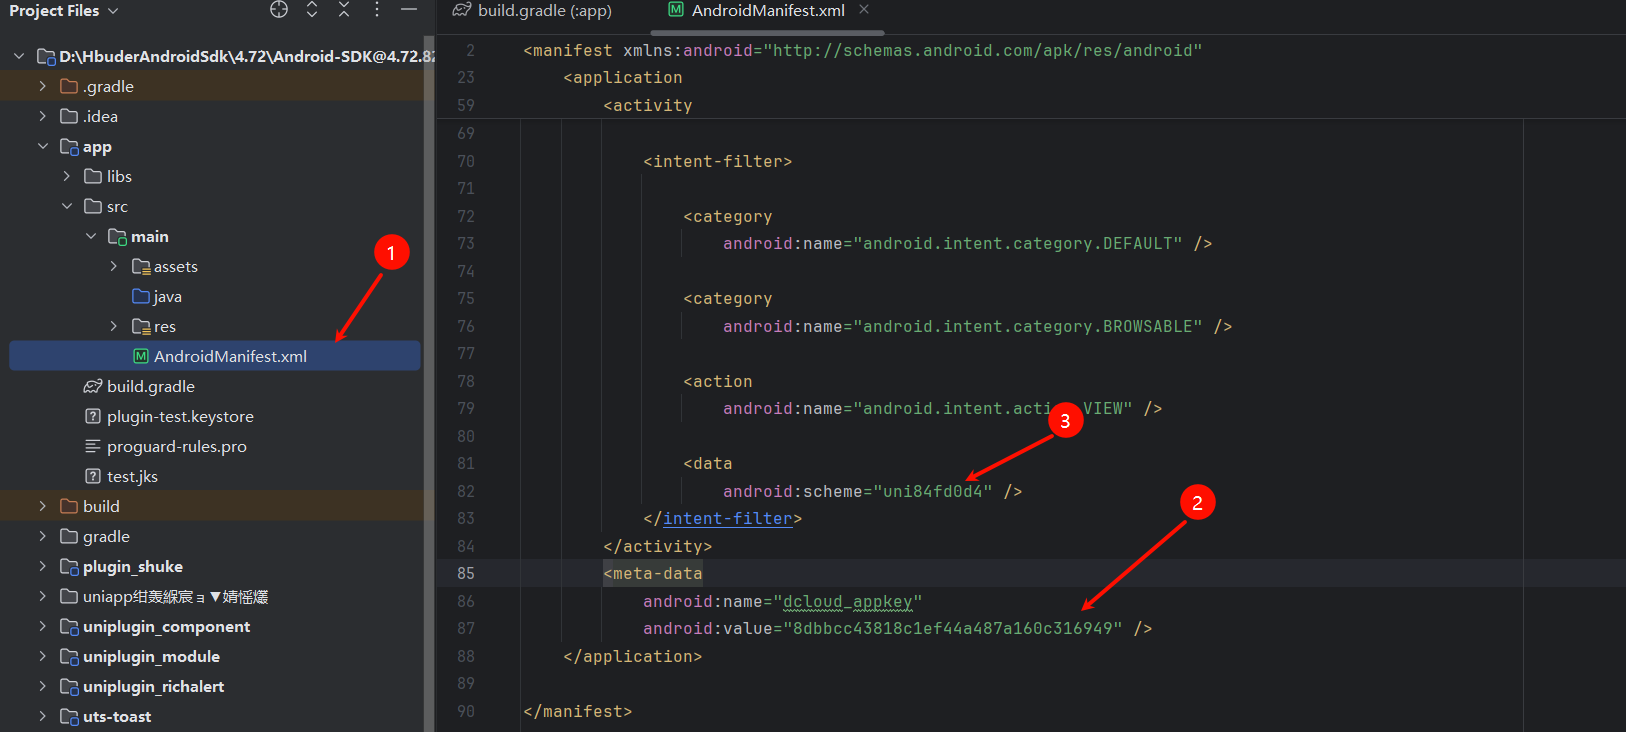 Project Files
D:\HbuderAndroidSdk\4.72\Android-SDK@4.72.82
.gradle
.idea
app
libs
src
main
assets
java
res
AndroidManifest.xml
build.gradle
plugin-test.keystore
proguard-rules.pro
test.jks
build
gradle
plugin_shuke
uniapp绀轰緥宸ョ▼婧愮爜
uniplugin_component
uniplugin_module
uniplugin_richalert
uts-toast
1
build.gradle (:app)
AndroidManifest.xml
2 <manifest xmlns:android="http://schemas.android.com/apk/res/android"
23 <application
59 <activity
69
70 <intent-filter>
71
72 <category
73 android:name="android.intent.category.DEFAULT" />
74
75 <category
76 android:name="android.intent.category.BROWSABLE" />
77
78 <action
79 android:name="android.intent.acti VIEW" />
80
3
81 <data
82 android:scheme="uni84fd0d4" />
83 </intent-filter>
2
84 </activity>
85 <meta-data
86 android:name="dcloud_appkey"
87 android:value="8dbbcc43818c1ef44a487a160c316949" />
88 </application>
89
90 </manifest>